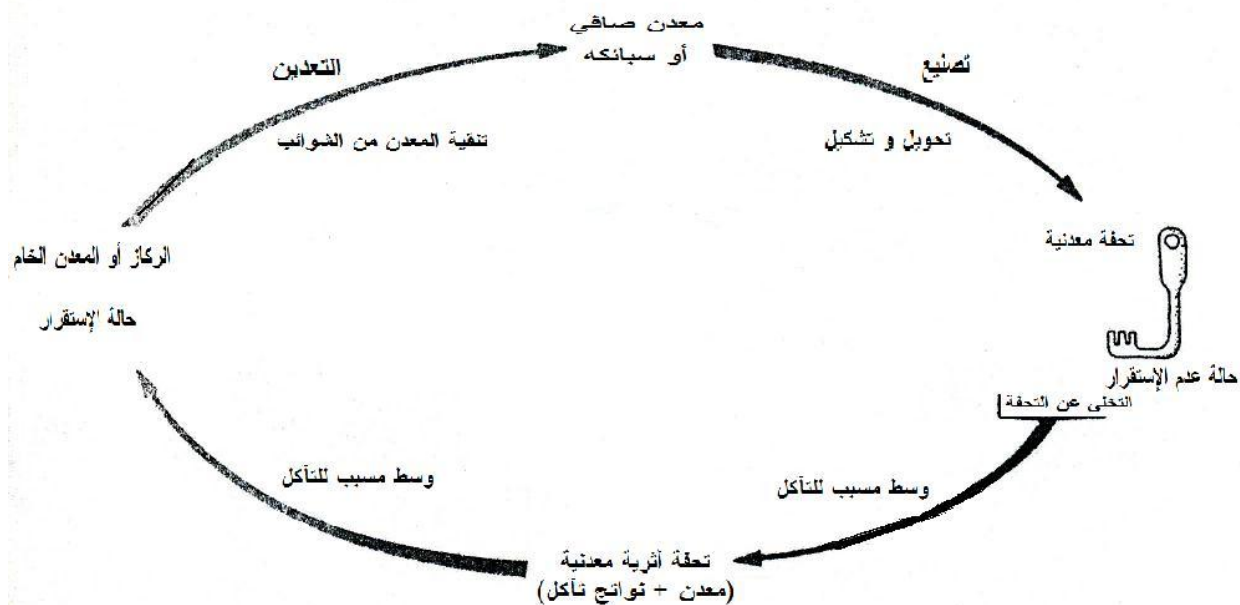 معدن صافي
أو سبائكه
تصنيع
التعدين
تحويل و تشكيل
تنقية المعدن من الشوائب
تحفة معدنية
الركاز أو المعدن الخام
حالة الإستقرار
حالة عدم الإستقرار
التخلى عن التحفة
وسط مسبب للتآكل
وسط مسبب للتآكل
تحفة أثرية معدنية
(معدن + نواتج تآكل)